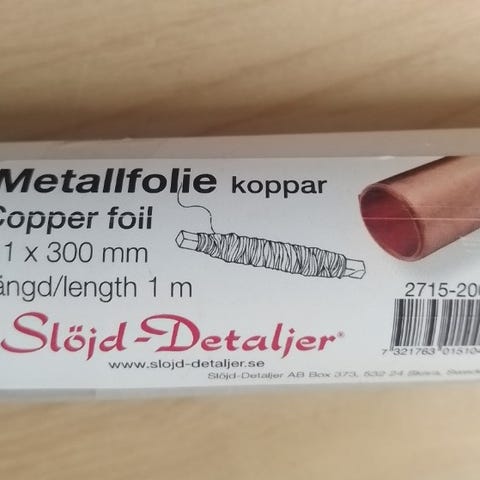 Metallfolie koppar
Copper foil
1 x 300 mm
ängd/length 1 m
2715-200
Slöjd-Detaljer®
www.slojd-detaljer.se
7 321763 01510
Slöjd-Detaljer AB Box 373, 532 24 Skara, Swede